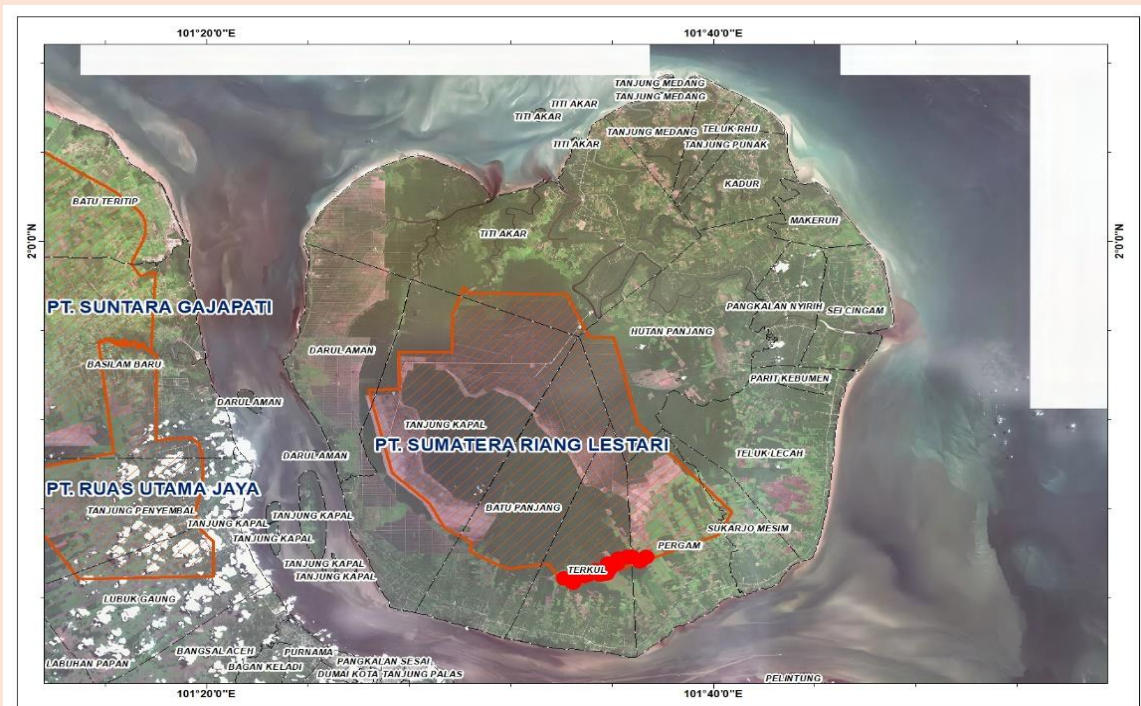 101°20'0"E
101°40'0"E
TANJUNG MEDANG
TANJUNG MEDANG
TITI AKAR
TITI AKAR
TANJUNG MEDANG
TELUK RHU
TITI AKAR
TANJUNG PUNAK
KADUR
BATU TERITIP
MAKERUH
TITI AKAR
2°0'0"N
2°0'0"N
PT. SUNTARA GAJAPATI
PANGKALAN NYIRIH
SEI CINGAM
HUTAN PANJANG
DARUL AMAN
BASILAM BARU
PARIT KEBUMEN
DARUL AMAN
TANJUNG KAPAL
PT. SUMATERA RIANG LESTARI
DARUL AMAN
TELUK LECAH
PT. RUAS UTAMA JAYA
TANJUNG PENYEMBAL
BATU PANJANG
TANJUNG KAPAL
TANJUNG KAPAL
SUKARJO MESIM
TANJUNG KAPAL
PERGAM
TANJUNG KAPAL
TERKUL
TANJUNG KAPAL
LUBUK GAUNG
BANGSAL ACEH
PURNAMA
LABUHAN PAPAN
BAGAN KELADI
PANGKALAN SESAI
DUMAI KOTA
TANJUNG PALAS
PELINTUNG
101°20'0"E
101°40'0"E